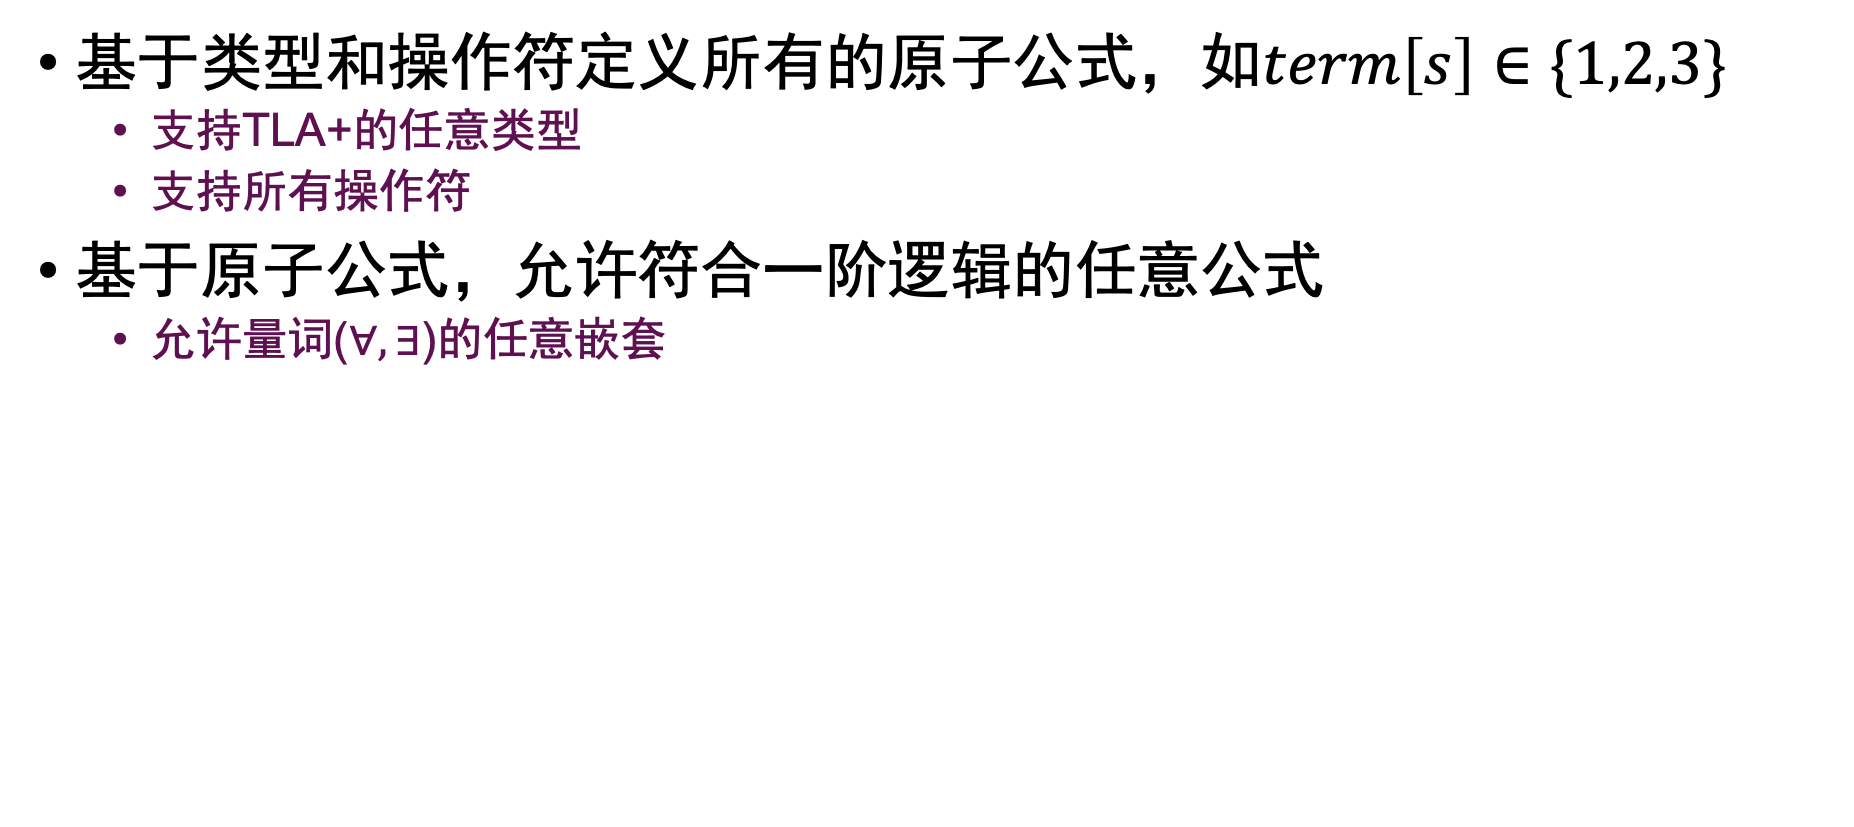 • 基于类型和操作符定义所有的原子公式，如term[s] ∈ {1,2,3}
• 支持TLA+的任意类型
• 支持所有操作符
• 基于原子公式，允许符合一阶逻辑的任意公式
• 允许量词(∀, ∃)的任意嵌套